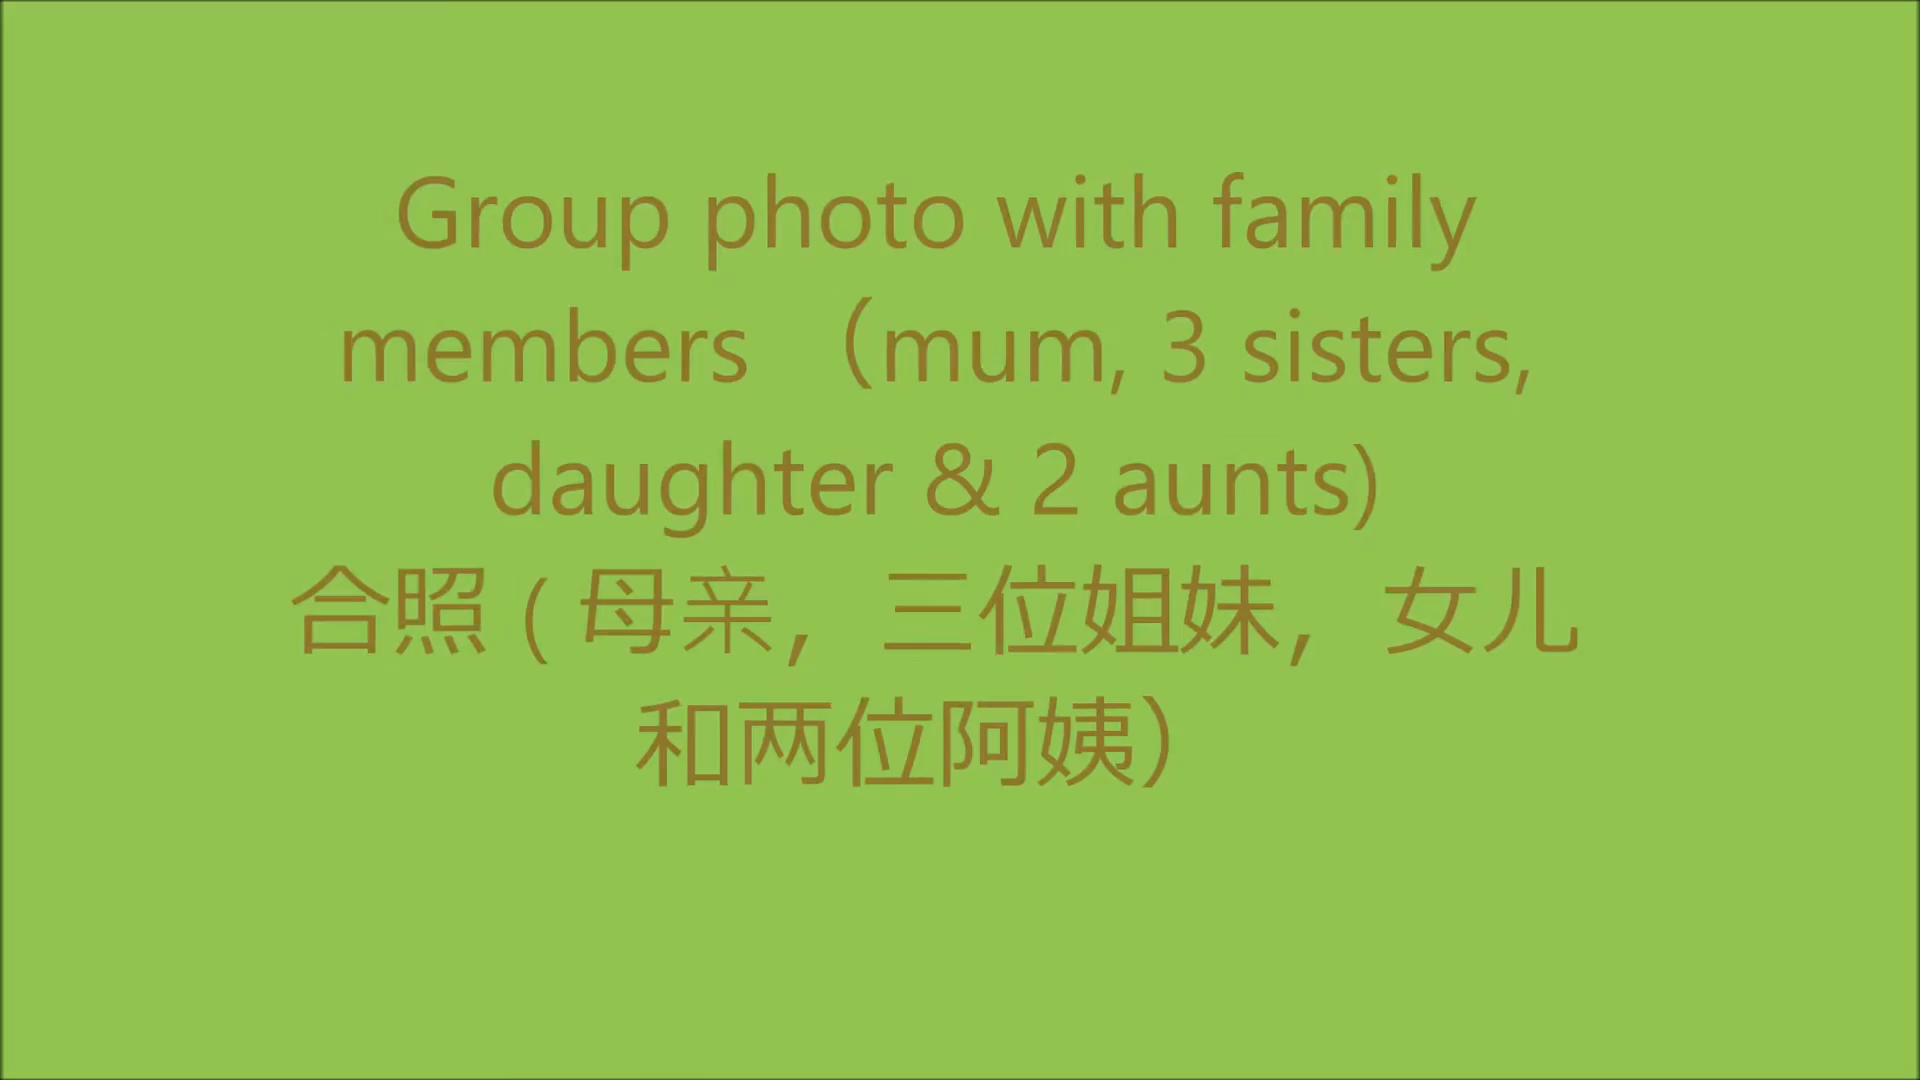 Group photo with family
members （mum, 3 sisters,
daughter & 2 aunts)
合照 ( 母亲，三位姐妹，女儿
和两位阿姨）